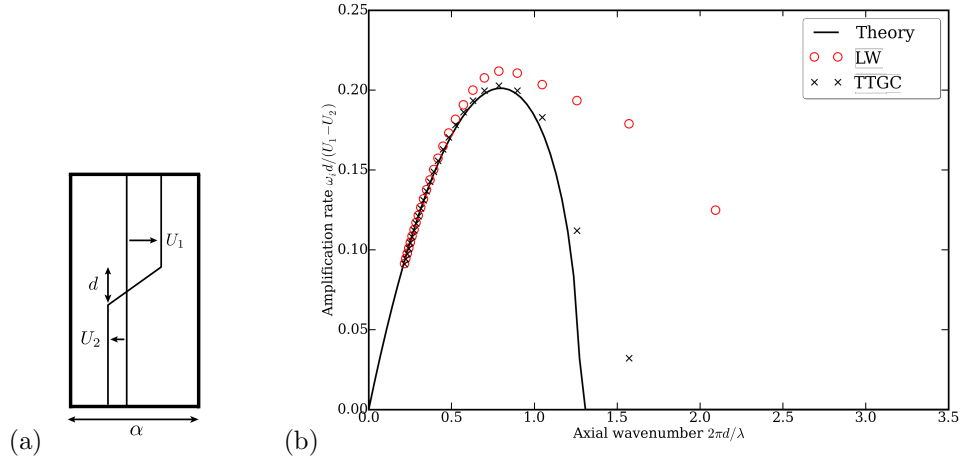 U₁
d
U₂
α
(a)
0.25
0.20
0.15
0.10
0.05
0.00
Amplification rate ωᵢd/(U₁−U₂)
Theory
LW
TTGC
0.0 0.5 1.0 1.5 2.0 2.5 3.0 3.5
Axial wavenumber 2πd/λ
(b)